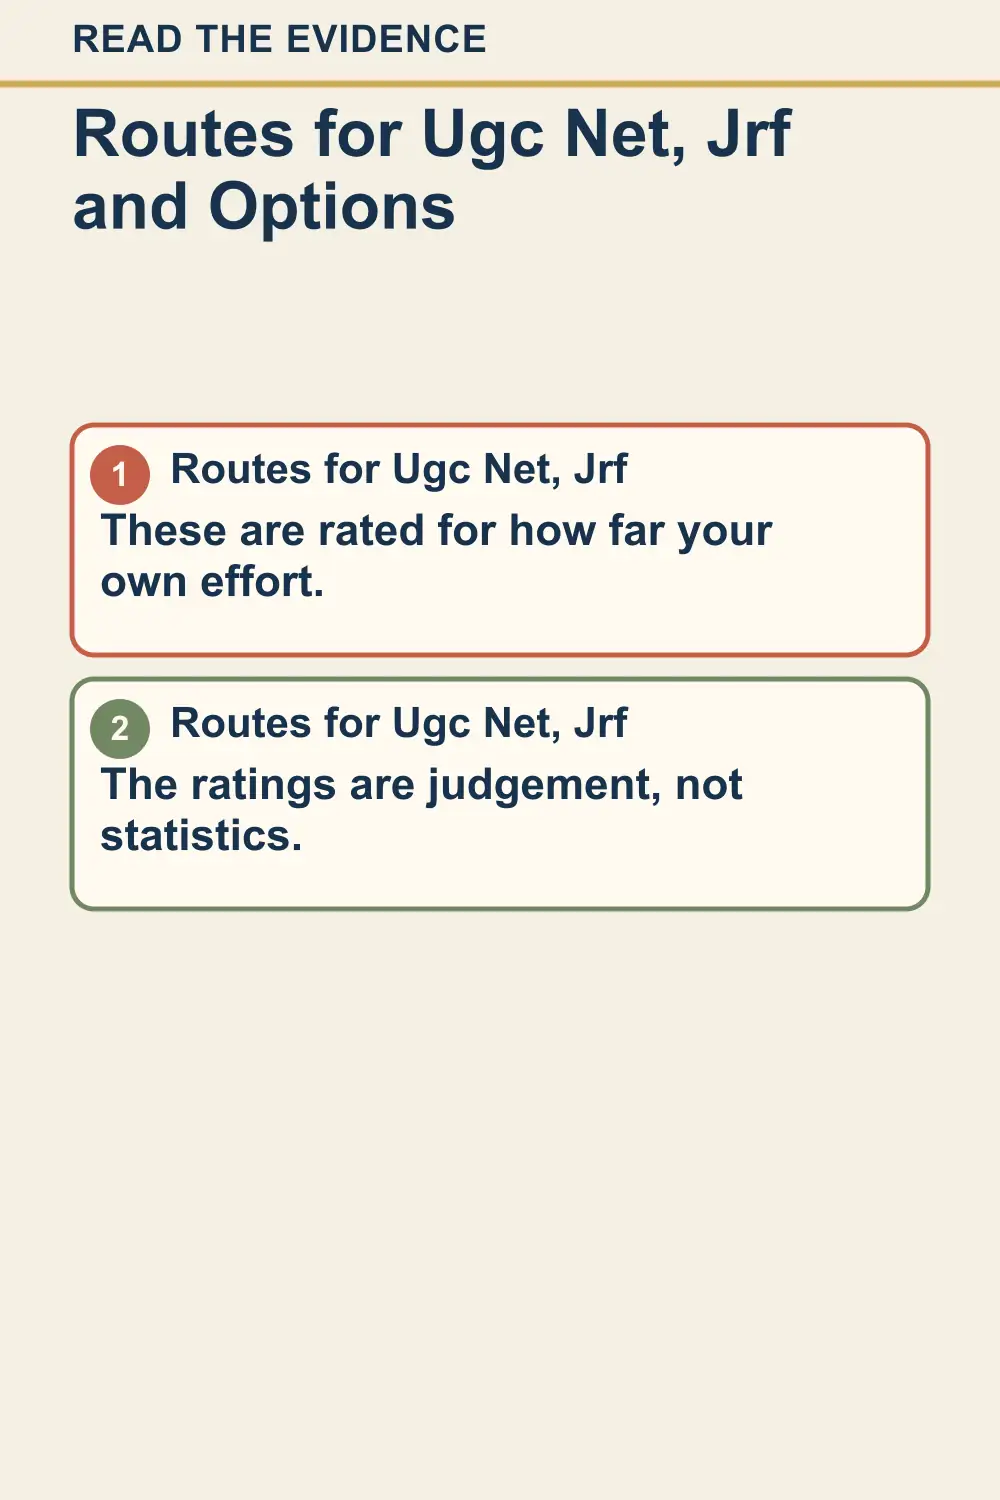 READ THE EVIDENCE
Routes for Ugc Net, Jrf
and Options
1 Routes for Ugc Net, Jrf
These are rated for how far your
own effort.
2 Routes for Ugc Net, Jrf
The ratings are judgement, not
statistics.